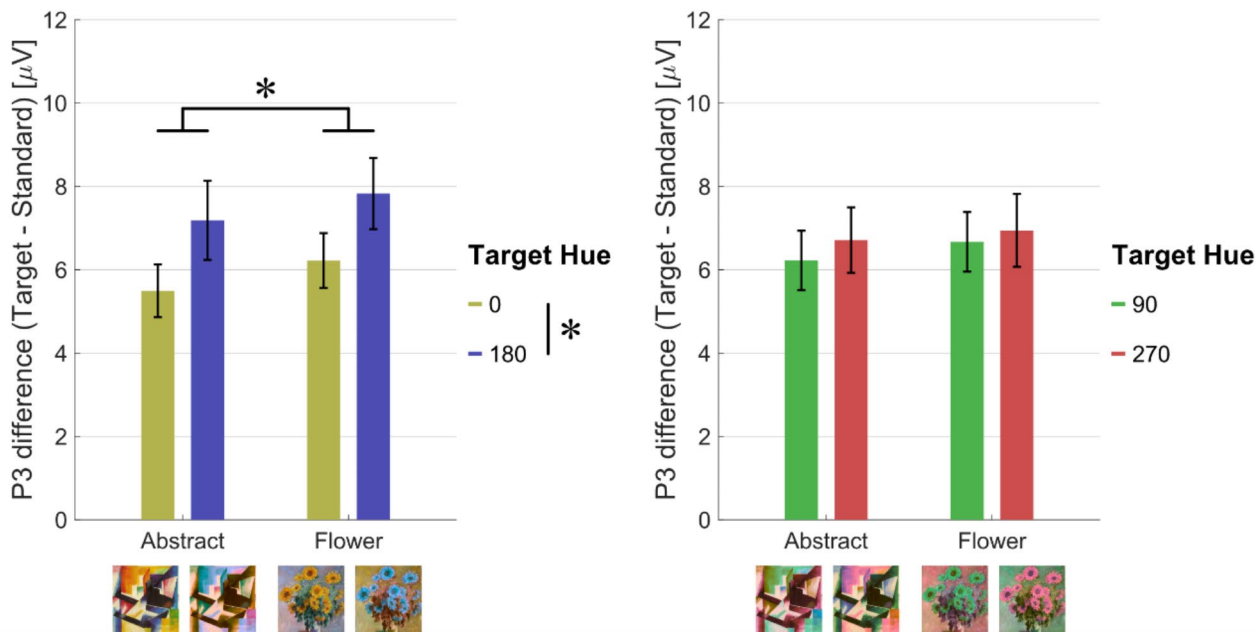 P3 difference (Target - Standard) [μV]
12
10
8
6
4
2
0
*
Abstract
Flower
Target Hue
0
180
*
P3 difference (Target - Standard) [μV]
12
10
8
6
4
2
0
Abstract
Flower
Target Hue
90
270